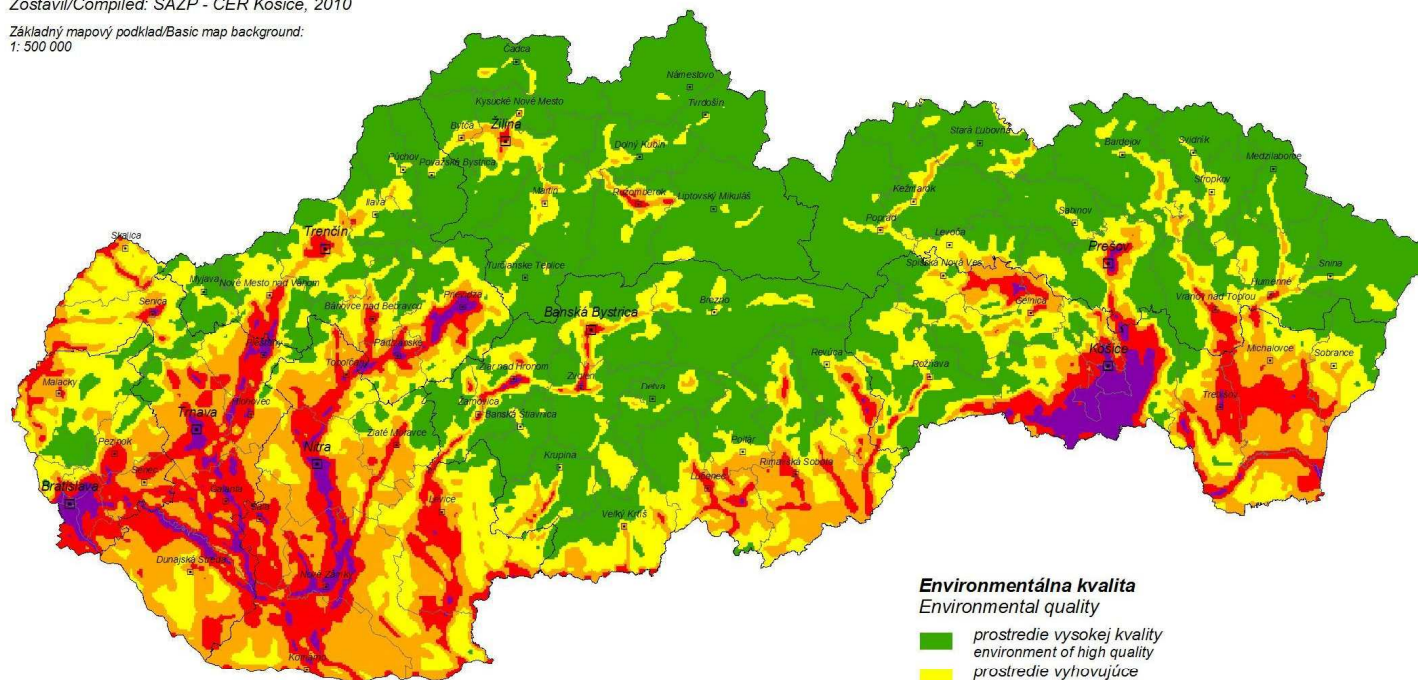 Zostavil/Compiled: SAŽP - CER Košice, 2010
Základný mapový podklad/Basic map background:
1: 500 000
Čadca
Námestovo
Kysucké Nové Mesto
Tvrdošín
Bytča
Žilina
Stará Ľubovňa
Svidník
Bardejov
Dolný Kubín
Medzilaborce
Púchov
Považská Bystrica
Stropkov
Kežmarok
Martin
Ružomberok
Liptovský Mikuláš
Ilava
Sabinov
Poprad
Levoča
Skalica
Trenčín
Prešov
Turčianske Teplice
Spišská Nová Ves
Snina
Myjava
Nové Mesto nad Váhom
Humenné
Senica
Bánovce nad Bebravou
Prievidza
Brezno
Gelnica
Vranov nad Topľou
Banská Bystrica
Piešťany
Partizánske
Topoľčany
Revúca
Košice
Michalovce
Sobrance
Žiar nad Hronom
Zvolen
Rožňava
Malacky
Detva
Hlohovec
Žarnovica
Trebišov
Trnava
Banská Štiavnica
Zlaté Moravce
Pezinok
Poltár
Nitra
Krupina
Rimavská Sobota
Senec
Lučenec
Bratislava
Galanta
Levice
Šaľa
Veľký Krtíš
Dunajská Streda
Nové Zámky
Komárno
Environmentálna kvalita
Environmental quality
prostredie vysokej kvality
environment of high quality
prostredie vyhovujúce